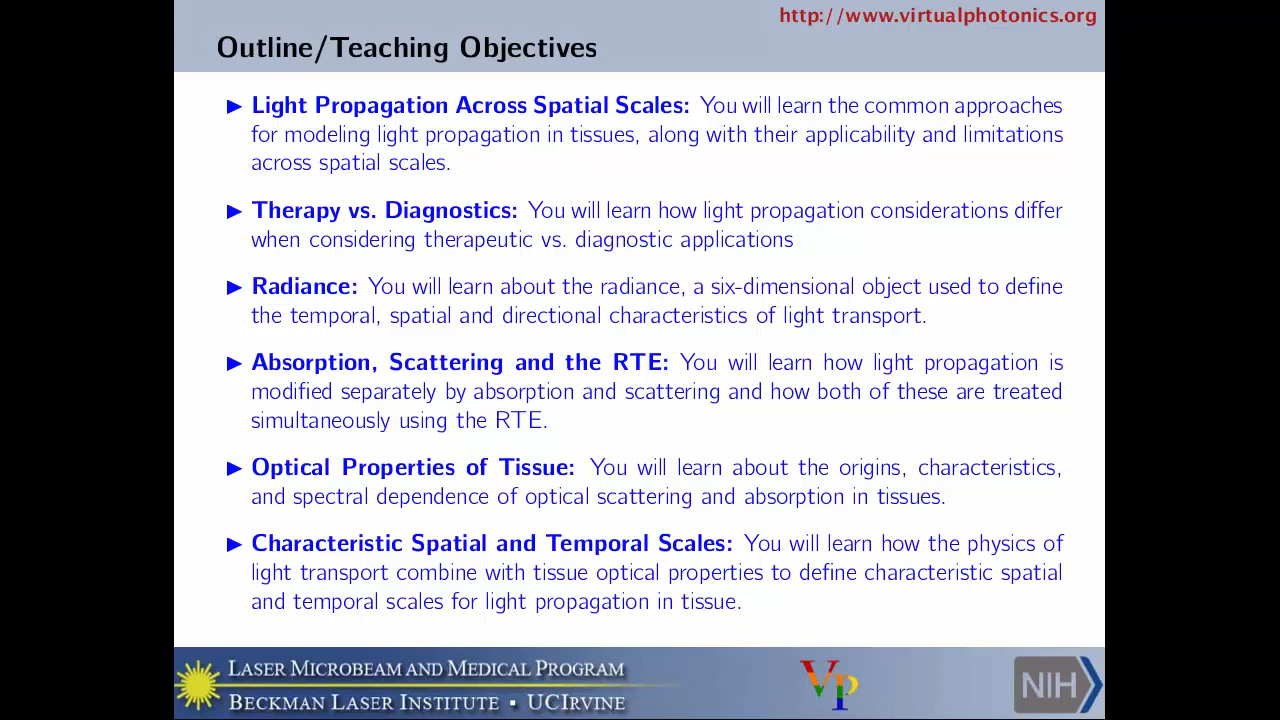 http://www.virtualphotonics.org
Outline/Teaching Objectives
▶ Light Propagation Across Spatial Scales: You will learn the common approaches
for modeling light propagation in tissues, along with their applicability and limitations
across spatial scales.
▶ Therapy vs. Diagnostics: You will learn how light propagation considerations differ
when considering therapeutic vs. diagnostic applications
▶ Radiance: You will learn about the radiance, a six-dimensional object used to define
the temporal, spatial and directional characteristics of light transport.
▶ Absorption, Scattering and the RTE: You will learn how light propagation is
modified separately by absorption and scattering and how both of these are treated
simultaneously using the RTE.
▶ Optical Properties of Tissue: You will learn about the origins, characteristics,
and spectral dependence of optical scattering and absorption in tissues.
▶ Characteristic Spatial and Temporal Scales: You will learn how the physics of
light transport combine with tissue optical properties to define characteristic spatial
and temporal scales for light propagation in tissue.
LASER MICROBEAM AND MEDICAL PROGRAM
BECKMAN LASER INSTITUTE ▪ UCIRVINE
VP
NIH